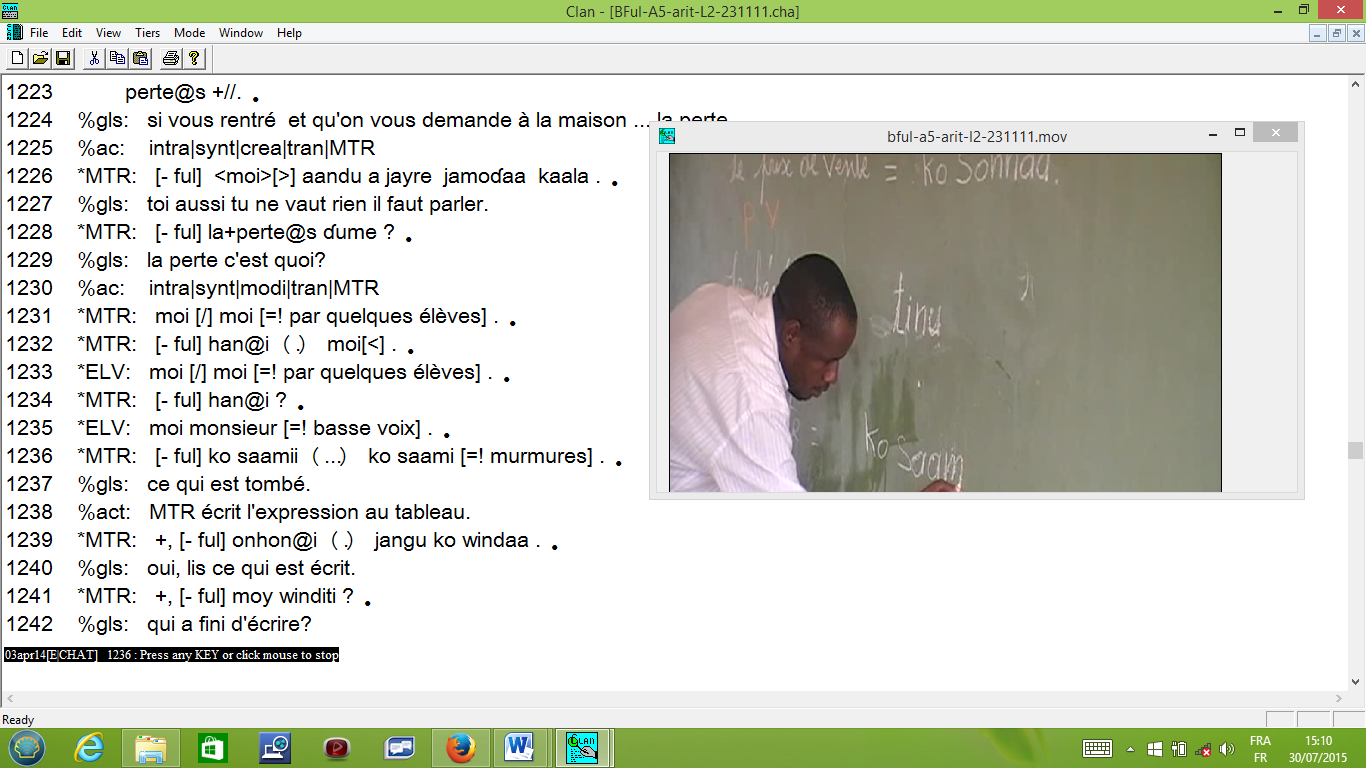 Clan - [BFul-A5-arit-L2-231111.cha]
File Edit View Tiers Mode Window Help
1223 perte@s +//.
1224 %gls: si vous rentré et qu'on vous demande à la maison ... la perte
1225 %ac: intra|synt|crea|tran|MTR
1226 *MTR: [- ful] <moi>[>] aandu a jayre jamoɗaa kaala .
1227 %gls: toi aussi tu ne vaut rien il faut parler.
1228 *MTR: [- ful] la+perte@s ɗume ?
1229 %gls: la perte c'est quoi?
1230 %ac: intra|synt|modi|tran|MTR
1231 *MTR: moi [/] moi [=! par quelques élèves] .
1232 *MTR: [- ful] han@i (.) moi[<] .
1233 *ELV: moi [/] moi [=! par quelques élèves] .
1234 *MTR: [- ful] han@i ?
1235 *ELV: moi monsieur [=! basse voix] .
1236 *MTR: [- ful] ko saamii (...) ko saami [=! murmures] .
1237 %gls: ce qui est tombé.
1238 %act: MTR écrit l'expression au tableau.
1239 *MTR: +, [- ful] onhon@i (.) jangu ko windaa .
1240 %gls: oui, lis ce qui est écrit.
1241 *MTR: +, [- ful] moy winditi ?
1242 %gls: qui a fini d'écrire?
03apr14[E|CHAT] 1236 : Press any KEY or click mouse to stop
bful-a5-arit-l2-231111.mov
de Vente = ko
P V
tinu
ko Saam
Ready
CLAN
FRA
FR
15:10
30/07/2015